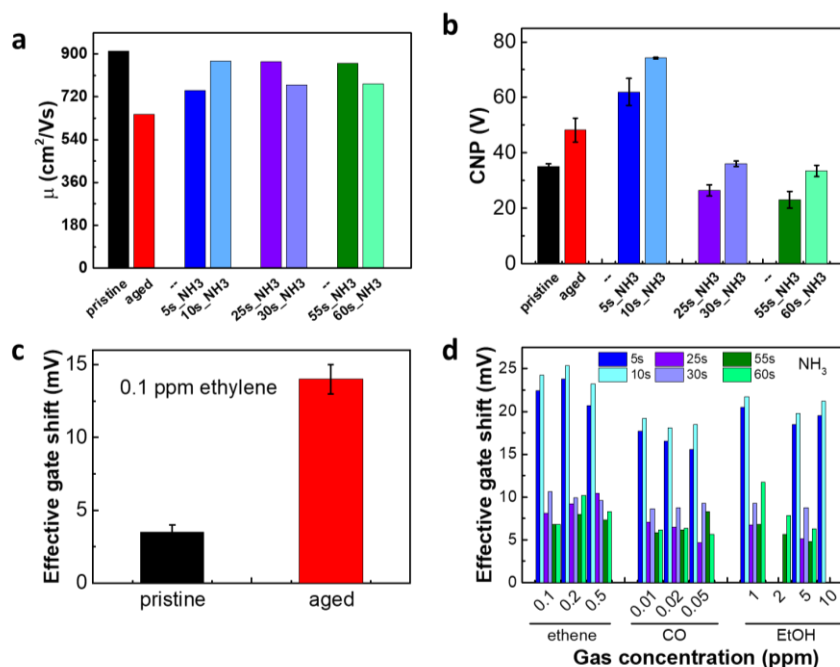 a
μ (cm²/Vs)
900
720
540
360
180
0
pristine
aged
--
5s_NH3
10s_NH3
25s_NH3
30s_NH3
--
55s_NH3
60s_NH3
b
CNP (V)
80
60
40
20
0
pristine
aged
--
5s_NH3
10s_NH3
25s_NH3
30s_NH3
--
55s_NH3
60s_NH3
c
Effective gate shift (mV)
15
10
5
0
0.1 ppm ethylene
pristine
aged
d
Effective gate shift (mV)
25
20
15
10
5
0
5s 25s 55s
10s 30s 60s
NH₃
0.1 0.2 0.5 0.01 0.02 0.05 1 2 5 10
ethene CO EtOH
Gas concentration (ppm)